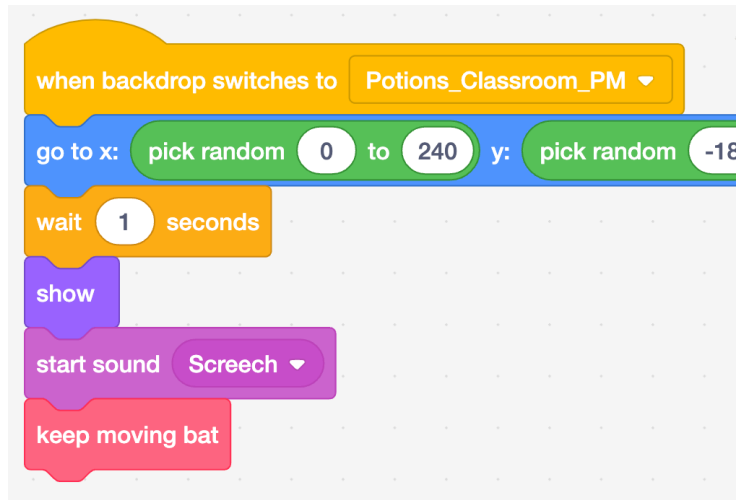 when backdrop switches to Potions_Classroom_PM
go to x: pick random 0 to 240 y: pick random -18
wait 1 seconds
show
start sound Screech
keep moving bat